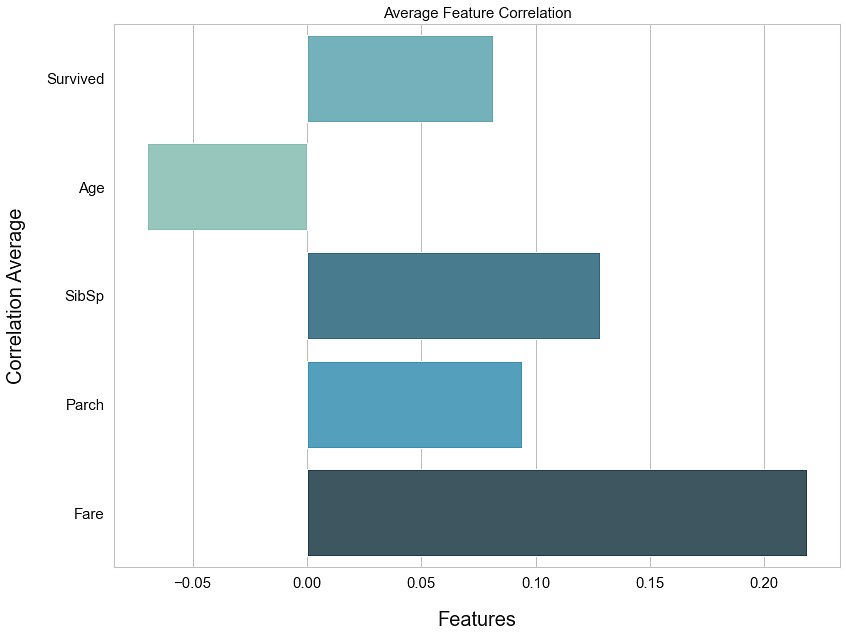 Average Feature Correlation
Survived
Age
SibSp
Parch
Fare
Correlation Average
−0.05
0.00
0.05
0.10
0.15
0.20
Features